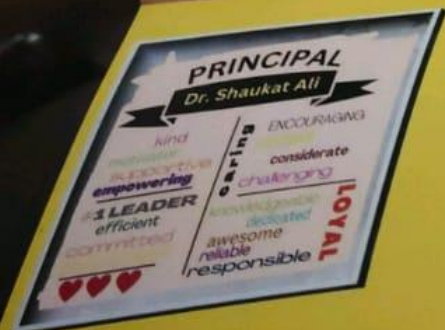 PRINCIPAL
Dr. Shaukat Ali
kind
motivator
supportive
empowering
#1 LEADER
efficient
committed
caring
ENCOURAGING
considerate
challenging
knowledgeable
dedicated
awesome
reliable
responsible
LOYAL